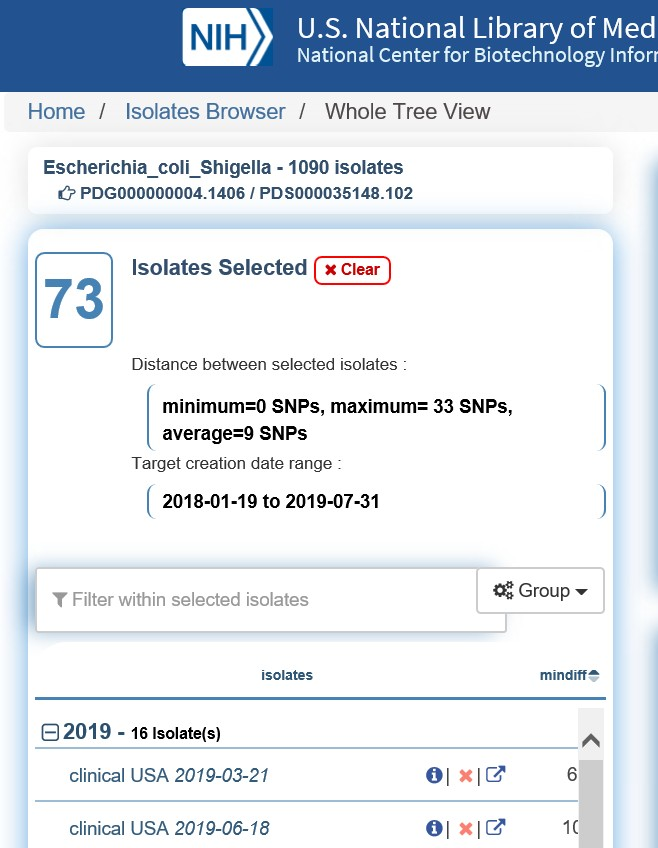 NIH
U.S. National Library of Med
National Center for Biotechnology Infor
Home / Isolates Browser / Whole Tree View
Escherichia_coli_Shigella - 1090 isolates
PDG000000004.1406 / PDS000035148.102
73
Isolates Selected
Clear
Distance between selected isolates :
minimum=0 SNPs, maximum= 33 SNPs,
average=9 SNPs
Target creation date range :
2018-01-19 to 2019-07-31
Filter within selected isolates
Group
isolates mindiff
2019 - 16 Isolate(s)
clinical USA 2019-03-21 | | 6
clinical USA 2019-06-18 | | 10